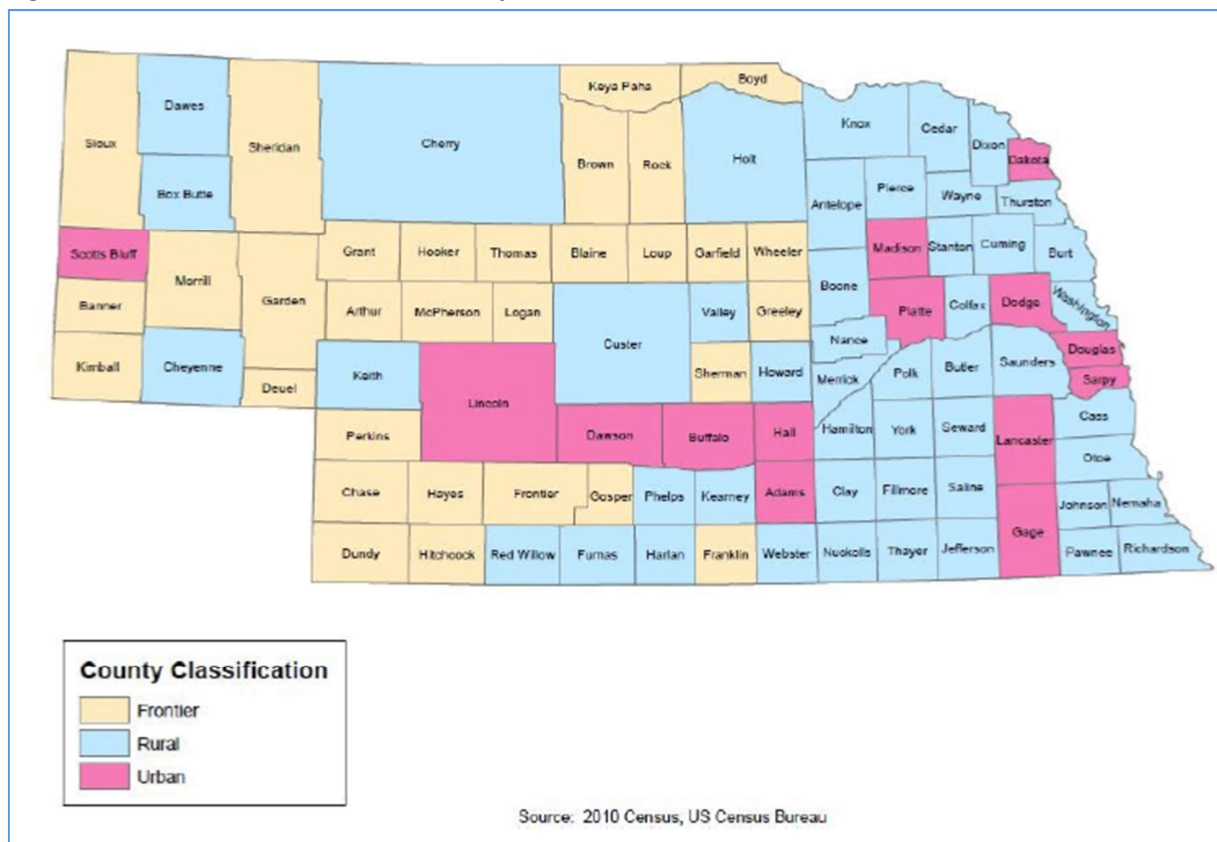 Keya Paha
Boyd
Dawes
Sioux
Sheridan
Cherry
Brown
Rock
Holt
Knox
Cedar
Dixon
Dakota
Box Butte
Antelope
Pierce
Wayne
Thurston
Scotts Bluff
Morrill
Garden
Grant
Hooker
Thomas
Blaine
Loup
Garfield
Wheeler
Madison
Stanton
Cuming
Burt
Banner
Arthur
McPherson
Logan
Custer
Valley
Greeley
Boone
Platte
Colfax
Dodge
Washington
Kimball
Cheyenne
Deuel
Keith
Lincoln
Sherman
Howard
Nance
Merrick
Polk
Butler
Saunders
Douglas
Sarpy
Perkins
Dawson
Buffalo
Hall
Hamilton
York
Seward
Lancaster
Cass
Otoe
Chase
Hayes
Frontier
Gosper
Phelps
Kearney
Adams
Clay
Fillmore
Saline
Gage
Johnson
Nemaha
Dundy
Hitchcock
Red Willow
Furnas
Harlan
Franklin
Webster
Nuckolls
Thayer
Jefferson
Pawnee
Richardson
County Classification
Frontier
Rural
Urban
Source: 2010 Census, US Census Bureau